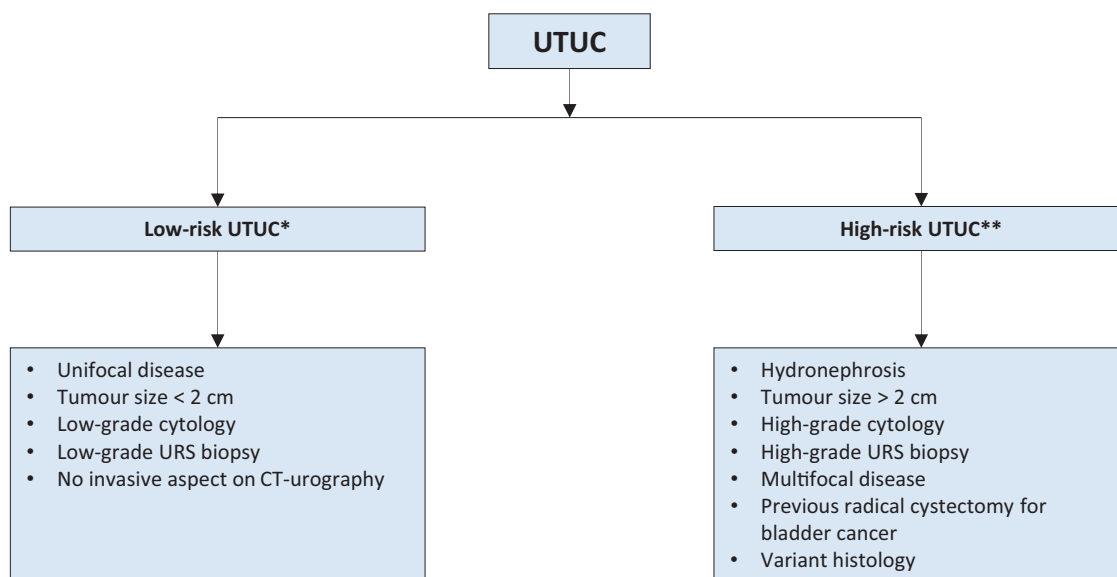 UTUC
Low-risk UTUC*
High-risk UTUC**
• Unifocal disease
• Tumour size < 2 cm
• Low-grade cytology
• Low-grade URS biopsy
• No invasive aspect on CT-urography
• Hydronephrosis
• Tumour size > 2 cm
• High-grade cytology
• High-grade URS biopsy
• Multifocal disease
• Previous radical cystectomy for
bladder cancer
• Variant histology